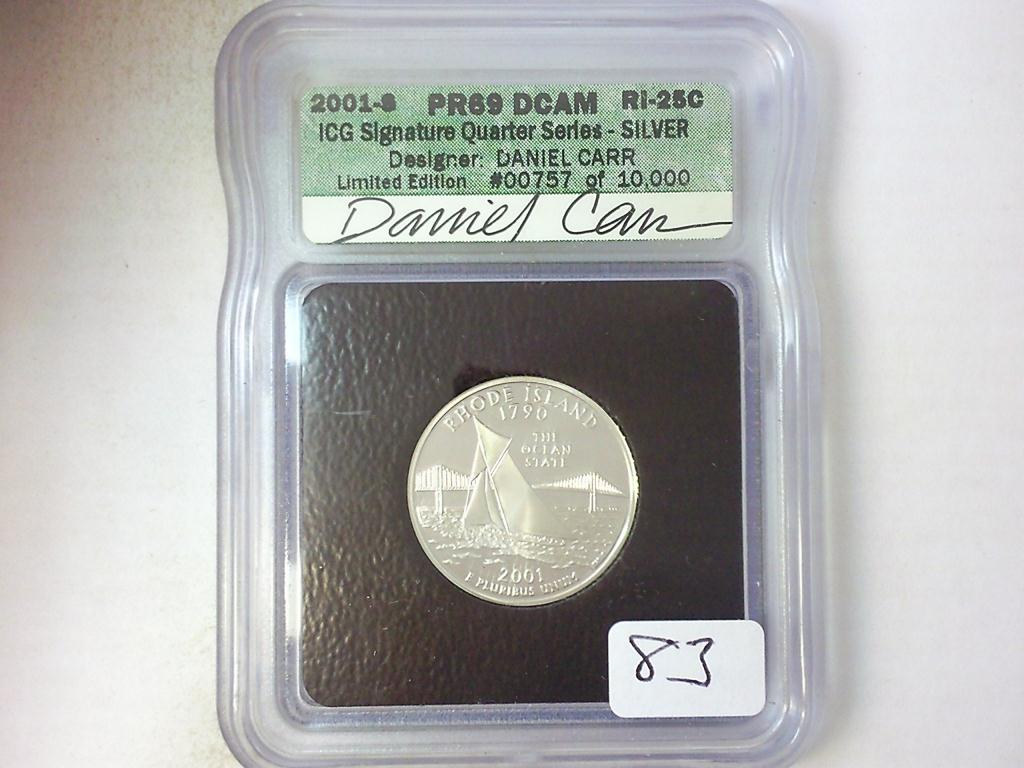 2001-S PR69 DCAM RI-25C
ICG Signature Quarter Series - SILVER
Designer: DANIEL CARR
Limited Edition #00757 of 10,000
Daniel Carr
RHODE ISLAND
1790
THE
OCEAN
STATE
2001
E PLURIBUS UNUM
83